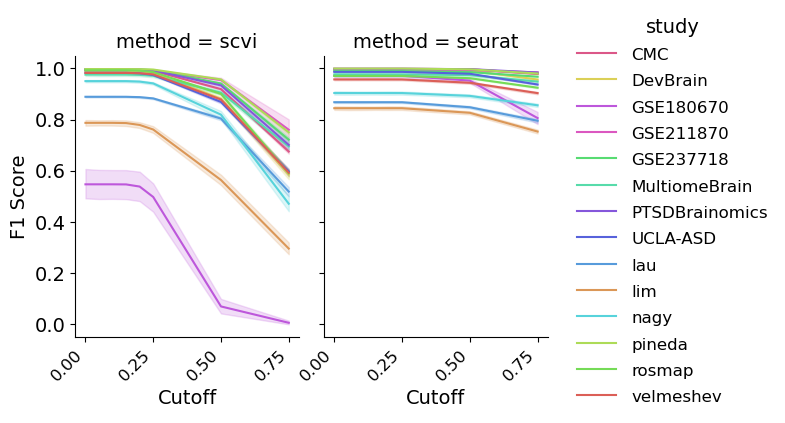 method = scvi
method = seurat
F1 Score
1.0
0.8
0.6
0.4
0.2
0.0
0.00
0.25
0.50
0.75
0.00
0.25
0.50
0.75
Cutoff
Cutoff
study
CMC
DevBrain
GSE180670
GSE211870
GSE237718
MultiomeBrain
PTSDBrainomics
UCLA-ASD
lau
lim
nagy
pineda
rosmap
velmeshev